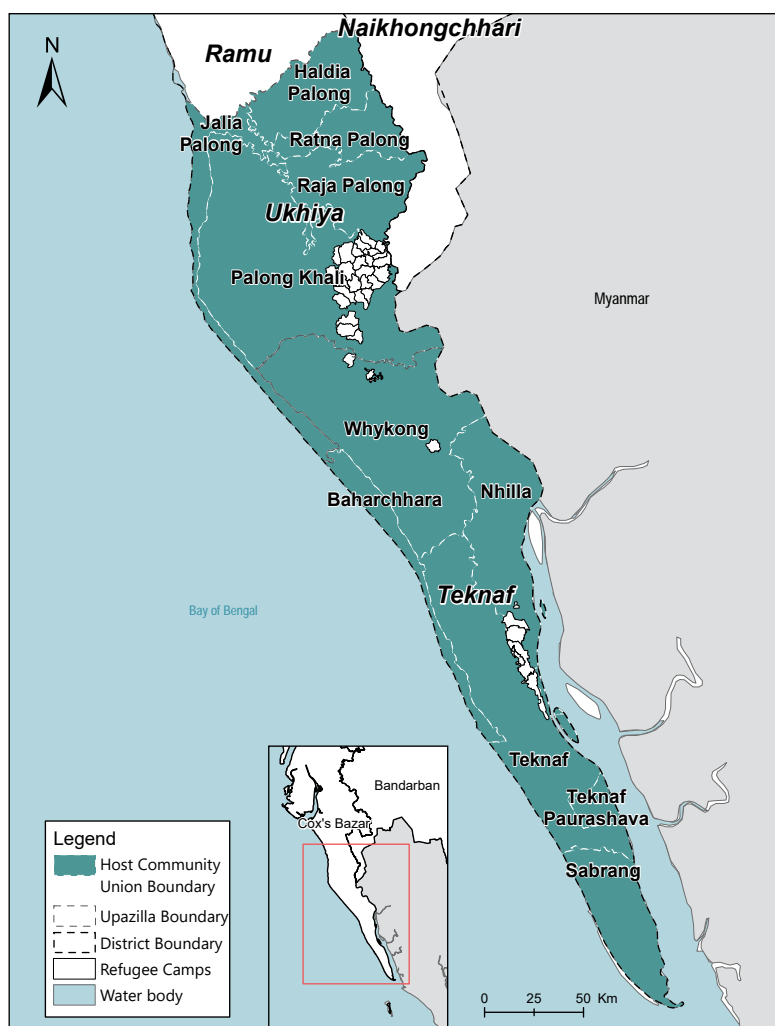 Naikhongchhari
Ramu
N
Haldia
Palong
Jalia
Palong
Ratna Palong
Raja Palong
Ukhiya
Palong Khali
Myanmar
Whykong
Nhilla
Baharchhara
Teknaf
Bay of Bengal
Teknaf
Teknaf
Paurashava
Sabrang
Bandarban
Cox's Bazar
Legend
Host Community
Union Boundary
Upazilla Boundary
District Boundary
Refugee Camps
Water body
0 25 50 Km